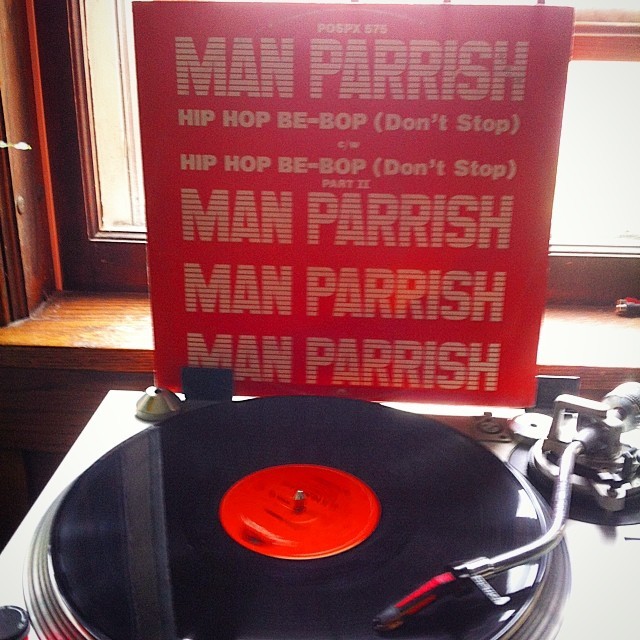 POSPX 575
MAN PARRISH
HIP HOP BE-BOP (Don't Stop)
c/w
HIP HOP BE-BOP (Don't Stop)
PART II
MAN PARRISH
MAN PARRISH
MAN PARRISH